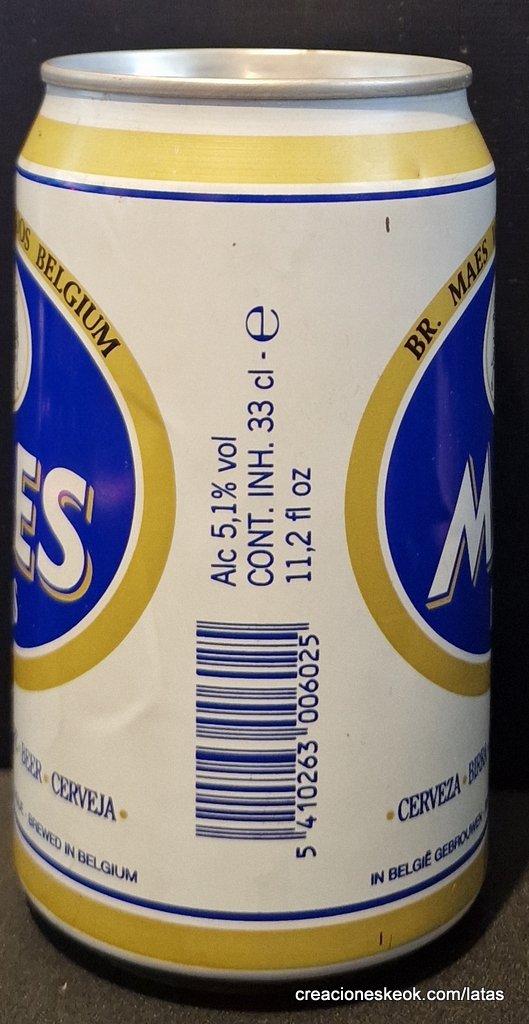 BELGIUM
ES
BEER • CERVEJA •
BREWED IN BELGIUM
Alc 5,1% vol
CONT. INH. 33 cl - ℮
11,2 fl oz
5 410263 006025
BR. MAES
M
• CERVEZA • BIRRA
IN BELGIË GEBROUWEN
creacioneskeok.com/latas